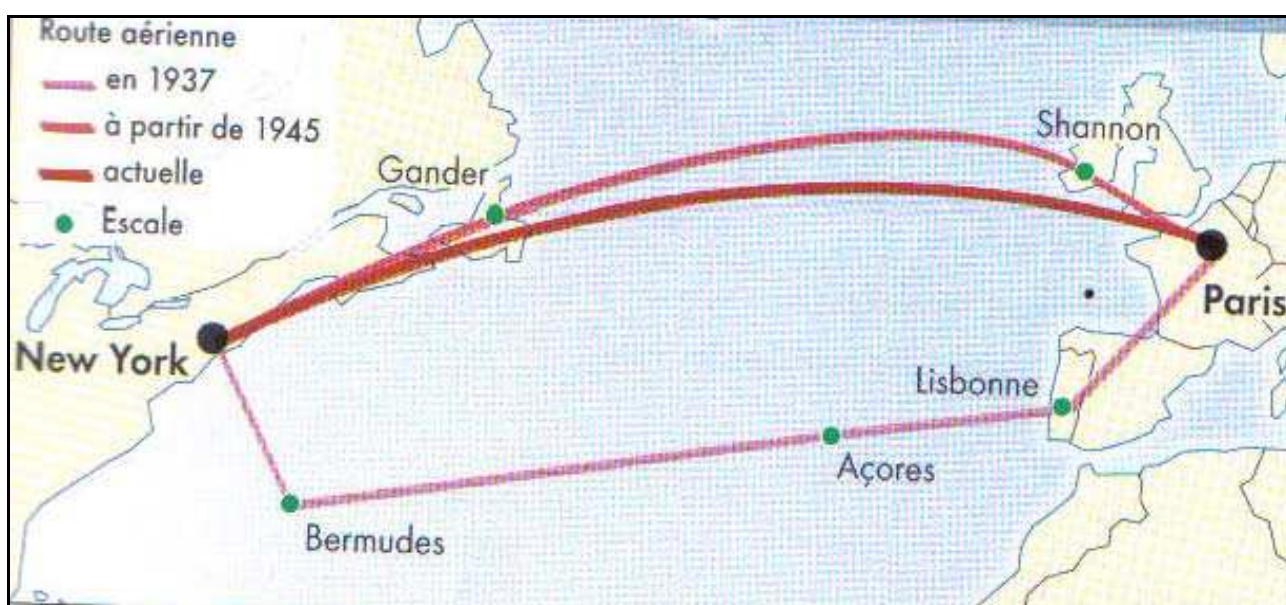 Route aérienne
en 1937
à partir de 1945
actuelle
Escale
Gander
Shannon
New York
Paris
Lisbonne
Açores
Bermudes